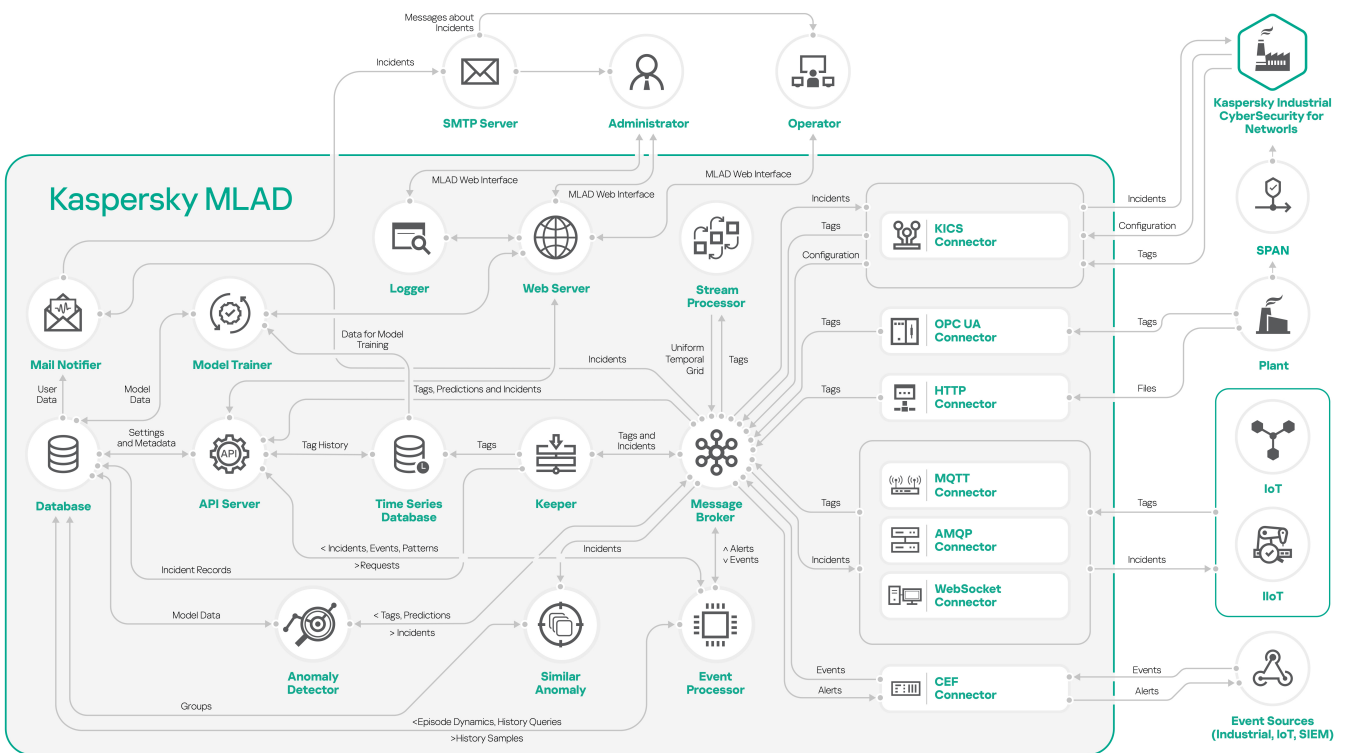 Messages about
Incidents
Incidents
SMTP Server
Administrator
Operator
Kaspersky Industrial
CyberSecurity for
Networls
Kaspersky MLAD
MLAD Web Interface
MLAD Web Interface
MLAD Web Interface
Incidents
Tags
Configuration
KICS
Connector
Incidents
Configuration
Tags
SPAN
Logger
Web Server
Stream
Processor
Mail Notifier
Model Trainer
Data for Model
Training
Incidents
Uniform
Temporal
Grid
Tags
Tags
OPC UA
Connector
Tags
Plant
User
Data
Model
Data
Tags, Predictions and Incidents
Tags
HTTP
Connector
Files
Settings
and Metadata
API
Tag History
Tags
Tags and
Incidents
Database
API Server
Time Series
Database
Keeper
Message
Broker
Tags
MQTT
Connector
Tags
IoT
AMQP
Connector
Incidents
Incidents
WebSocket
Connector
IIoT
< Incidents, Events, Patterns
>Requests
Incidents
^ Alerts
v Events
Incident Records
Model Data
< Tags, Predictions
> Incidents
Anomaly
Detector
Similar
Anomaly
Event
Processor
Events
Alerts
CEF
Connector
Events
Alerts
Groups
<Episode Dynamics, History Queries
>History Samples
Event Sources
(Industrial, IoT, SIEM)